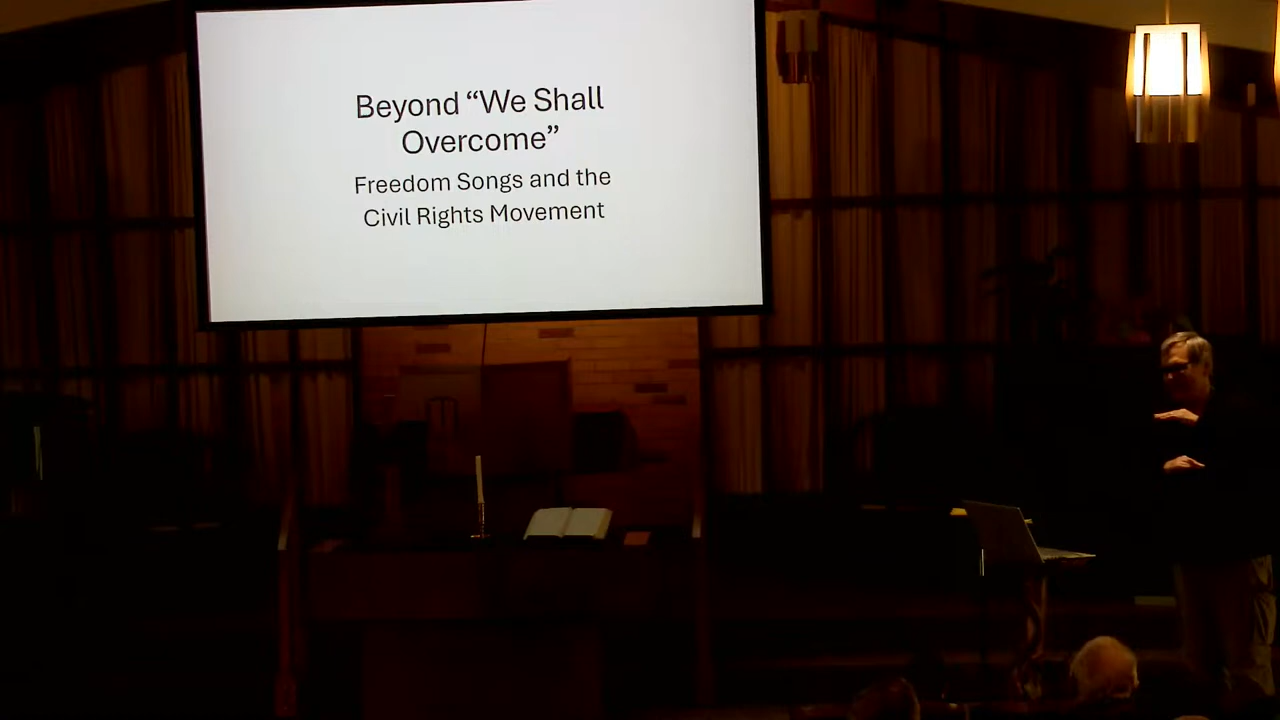 Beyond “We Shall
Overcome”
Freedom Songs and the
Civil Rights Movement